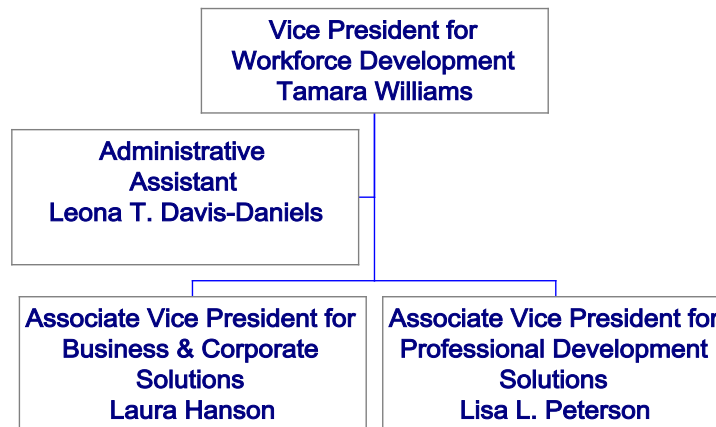 Vice President for
Workforce Development
Tamara Williams
Administrative
Assistant
Leona T. Davis-Daniels
Associate Vice President for
Business & Corporate
Solutions
Laura Hanson
Associate Vice President for
Professional Development
Solutions
Lisa L. Peterson